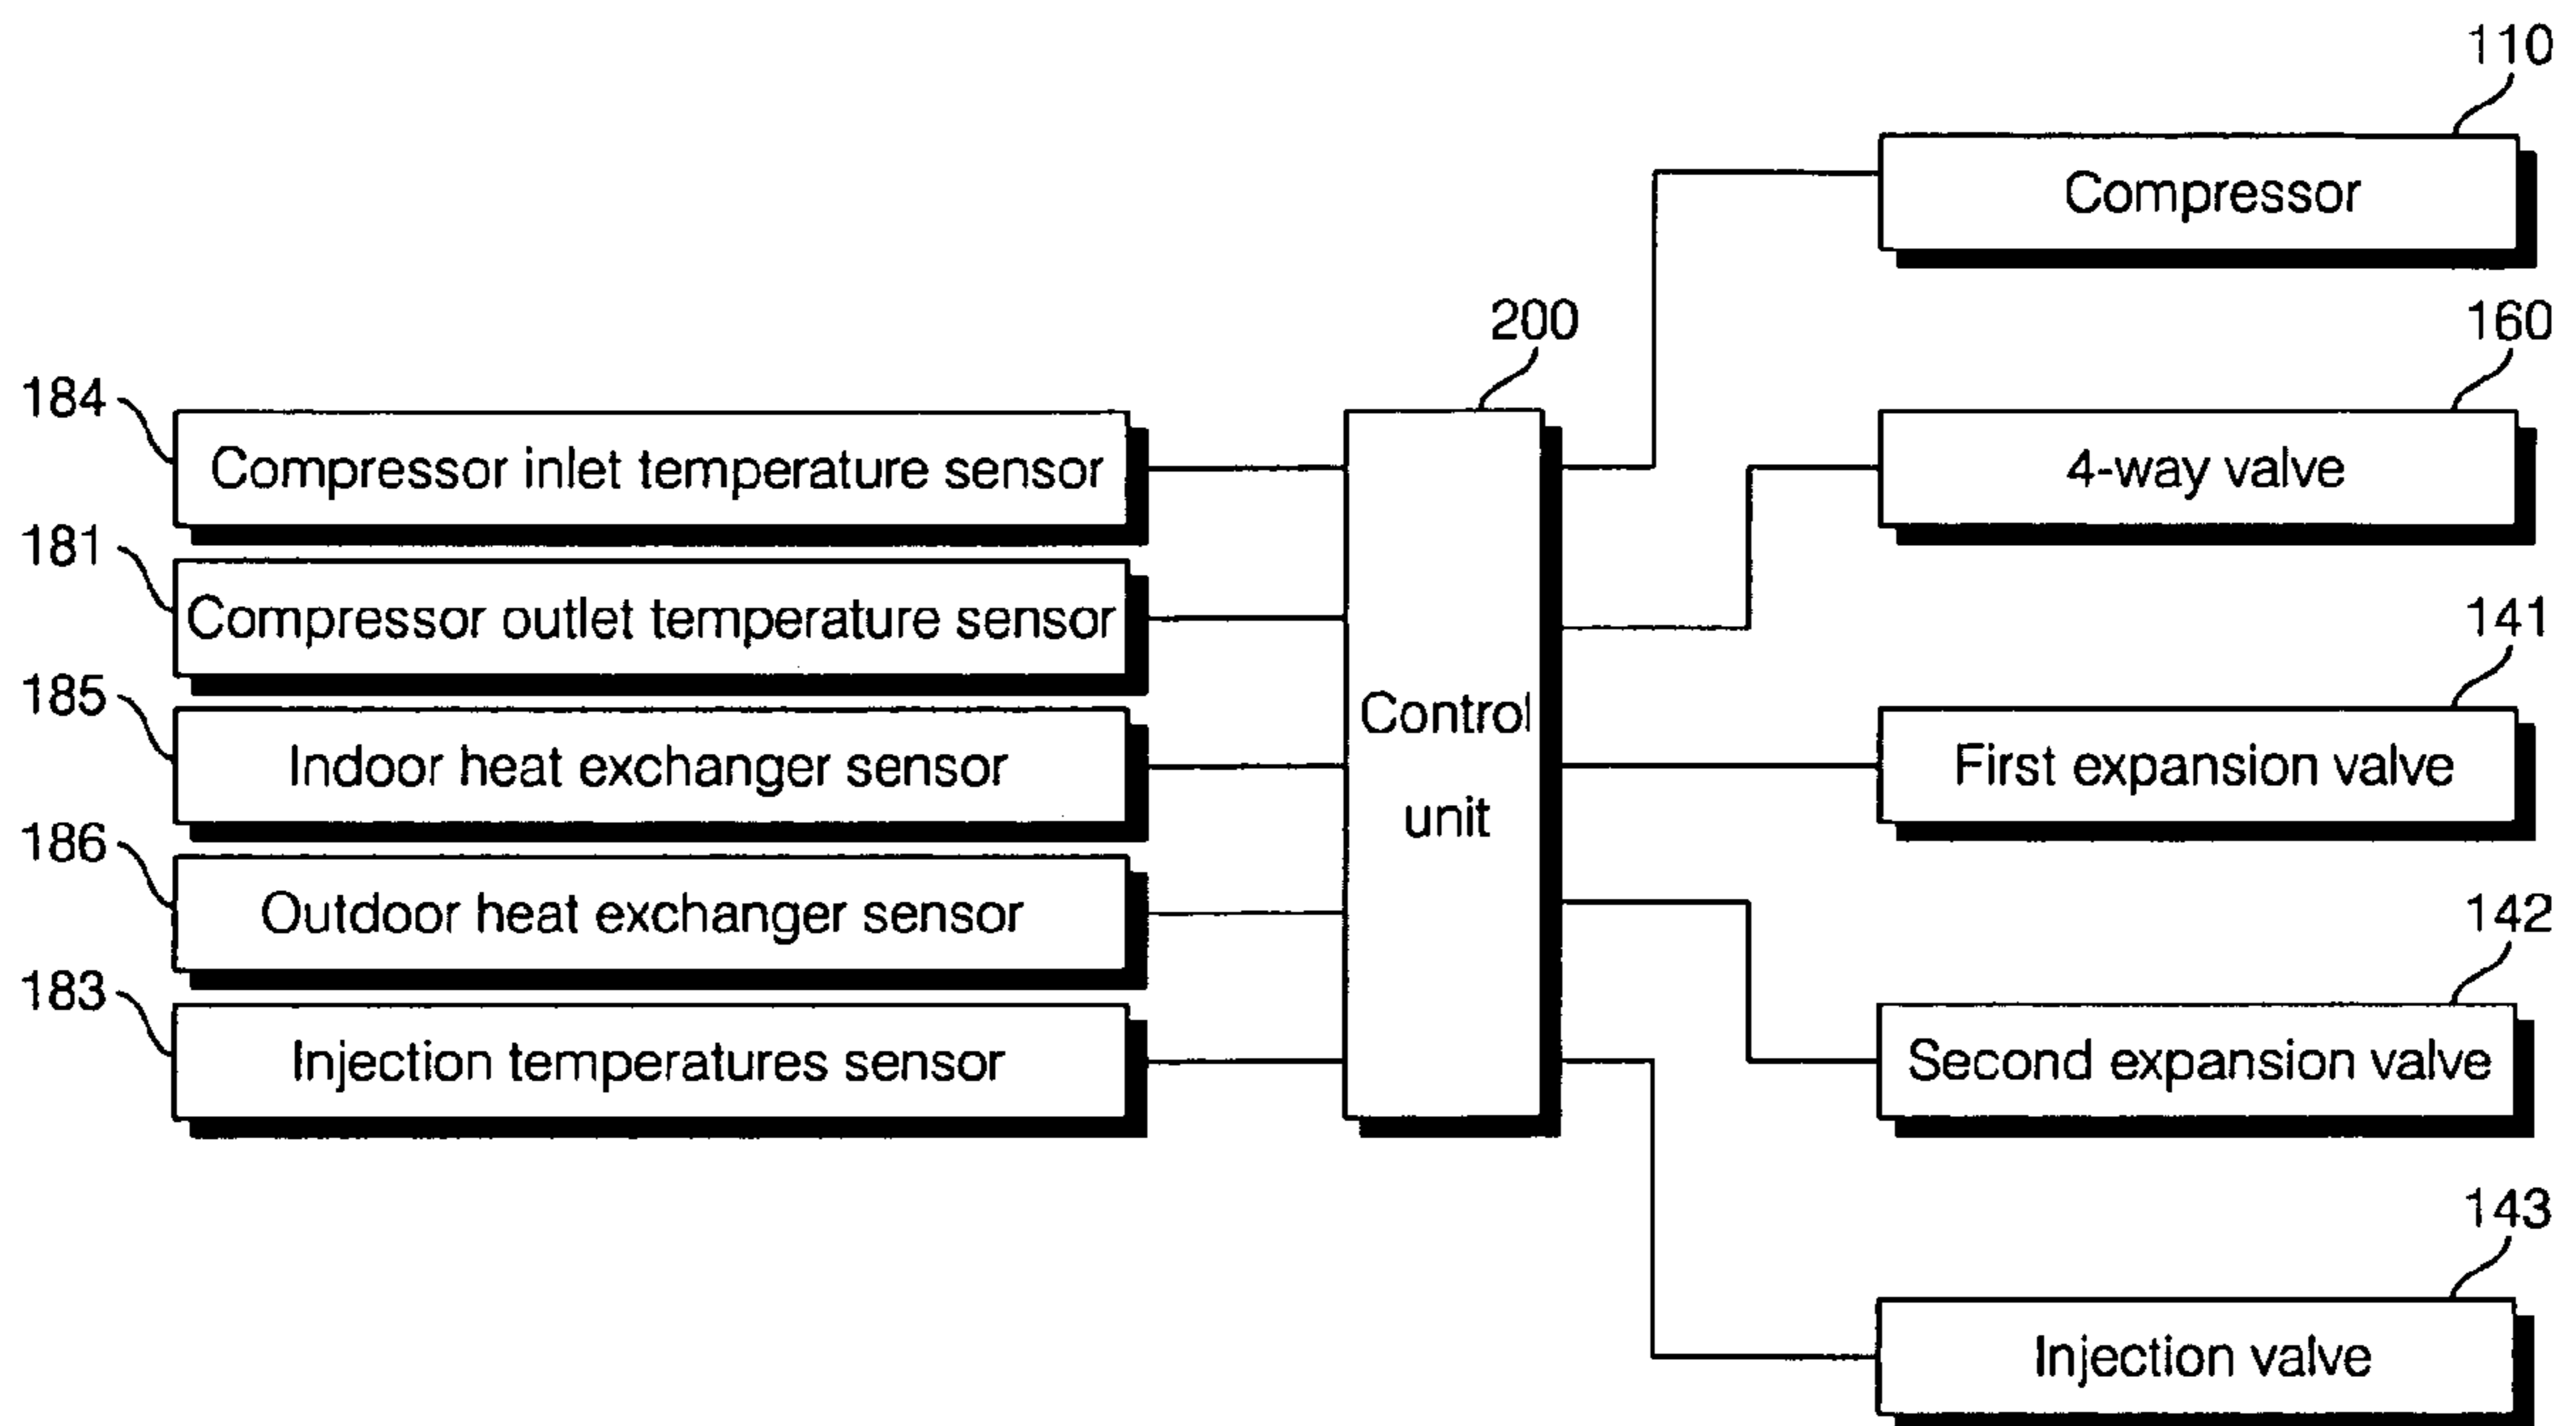 110
Compressor
200
160
184
Compressor inlet temperature sensor
4-way valve
181
Compressor outlet temperature sensor
141
185
Control
Indoor heat exchanger sensor
First expansion valve
unit
186
Outdoor heat exchanger sensor
142
183
Injection temperatures sensor
Second expansion valve
143
Injection valve